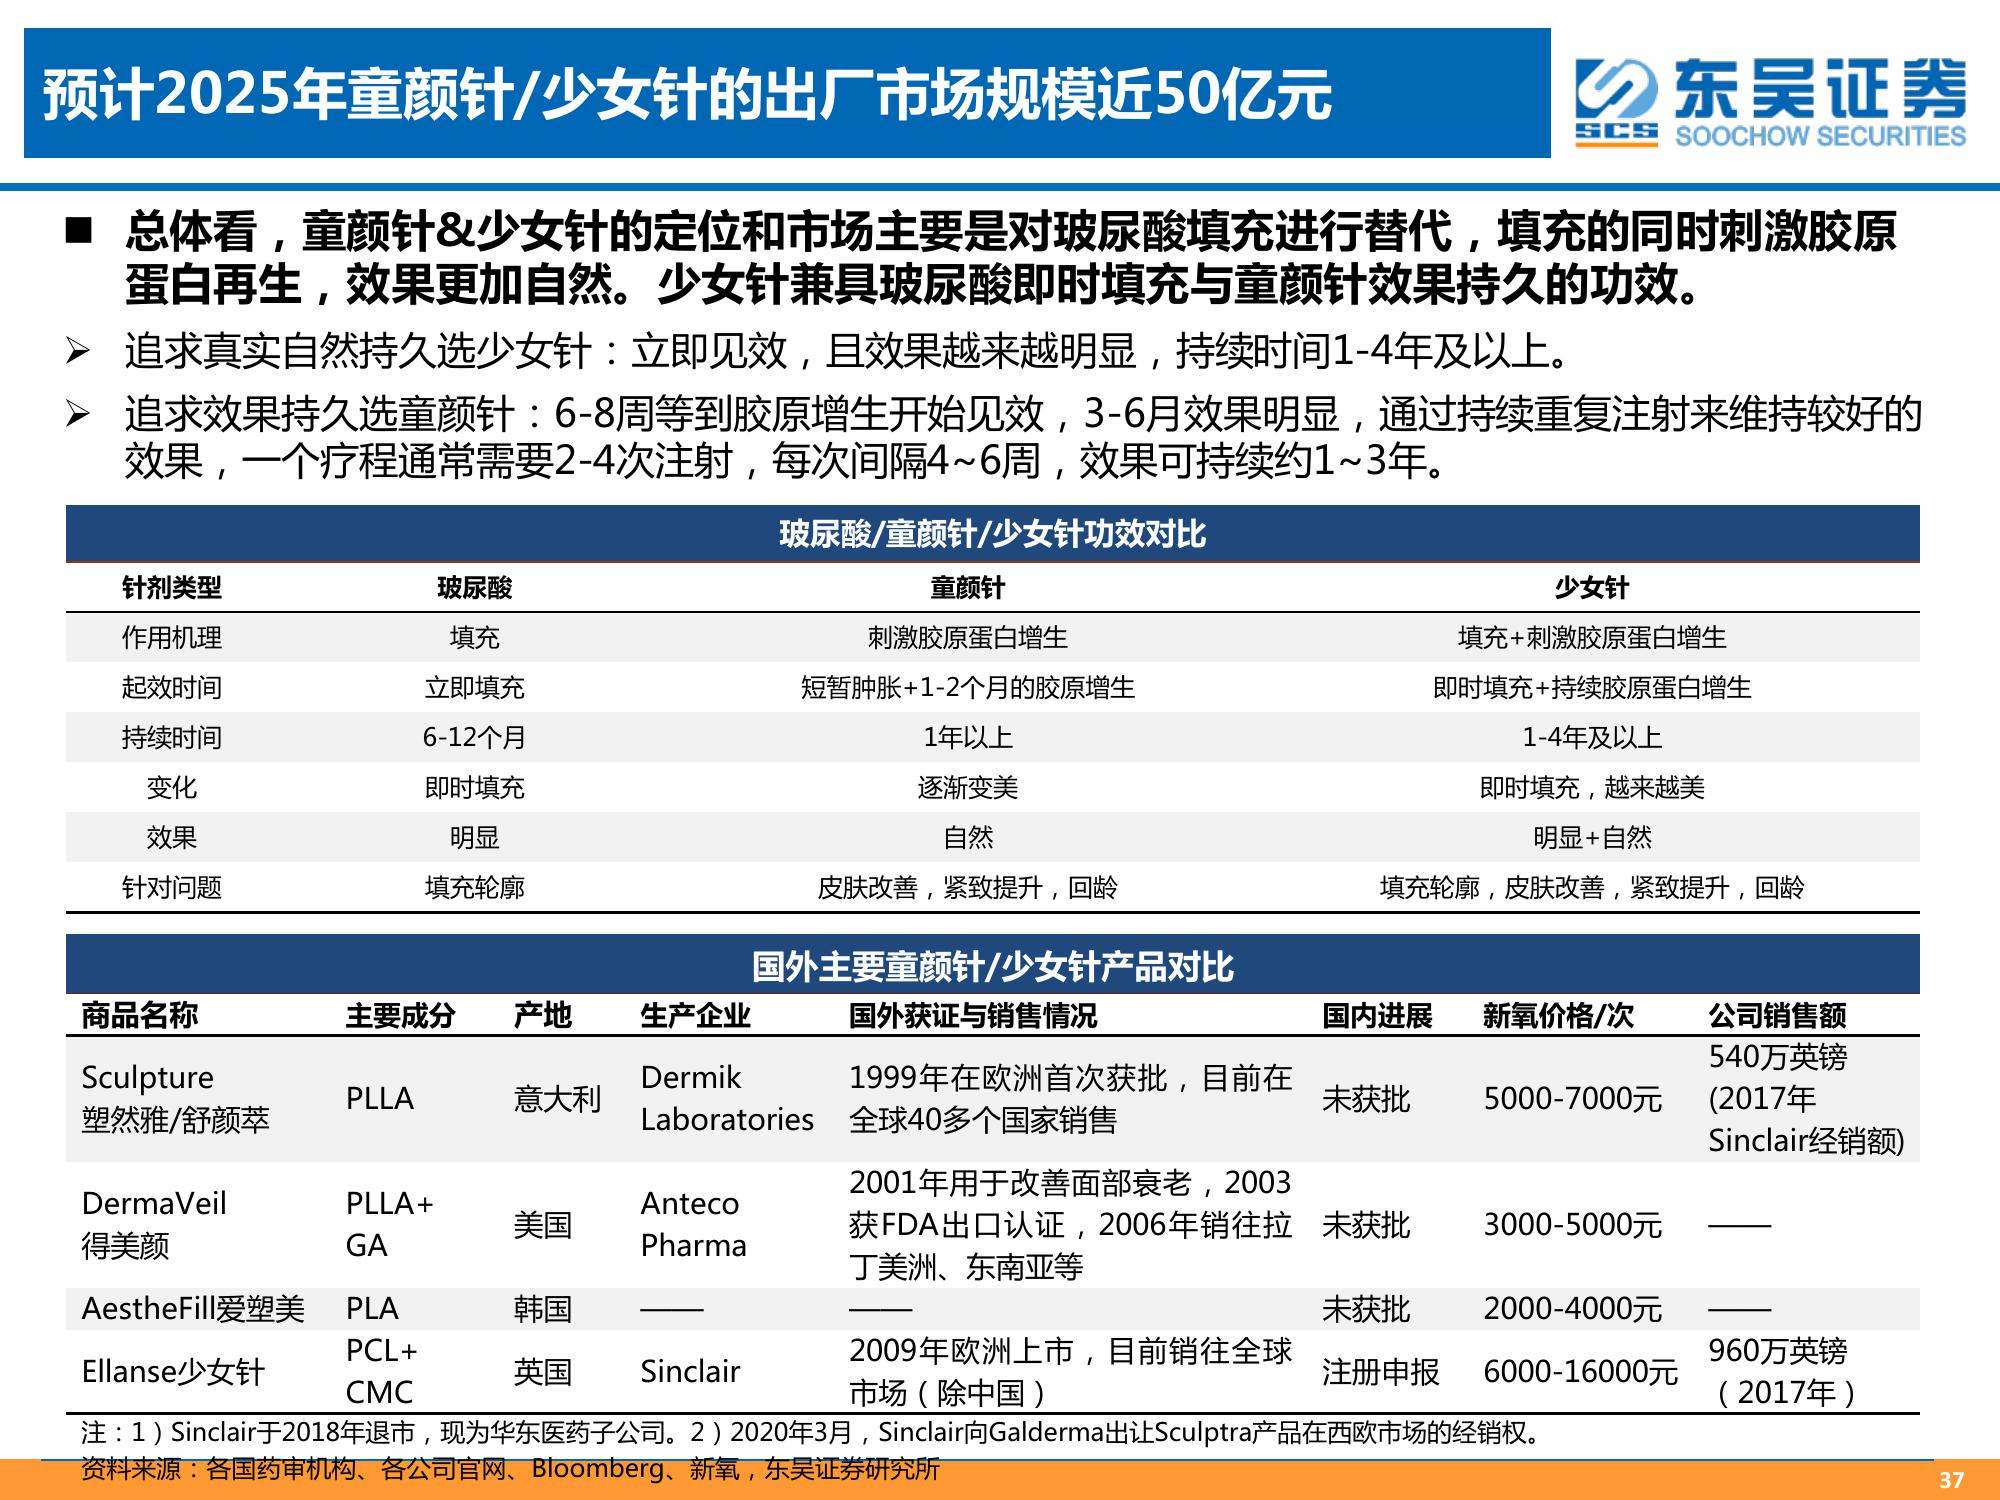 预计2025年童颜针/少女针的出厂市场规模近50亿元
SCS
东吴证券
SOOCHOW SECURITIES
总体看，童颜针&少女针的定位和市场主要是对玻尿酸填充进行替代，填充的同时刺激胶原
蛋白再生，效果更加自然。少女针兼具玻尿酸即时填充与童颜针效果持久的功效。
追求真实自然持久选少女针：立即见效，且效果越来越明显，持续时间1-4年及以上。
追求效果持久选童颜针：6-8周等到胶原增生开始见效，3-6月效果明显，通过持续重复注射来维持较好的
效果，一个疗程通常需要2-4次注射，每次间隔4~6周，效果可持续约1~3年。
玻尿酸/童颜针/少女针功效对比
针剂类型 玻尿酸 童颜针 少女针
作用机理 填充 刺激胶原蛋白增生 填充+刺激胶原蛋白增生
起效时间 立即填充 短暂肿胀+1-2个月的胶原增生 即时填充+持续胶原蛋白增生
持续时间 6-12个月 1年以上 1-4年及以上
变化 即时填充 逐渐变美 即时填充，越来越美
效果 明显 自然 明显+自然
针对问题 填充轮廓 皮肤改善，紧致提升，回龄 填充轮廓，皮肤改善，紧致提升，回龄
国外主要童颜针/少女针产品对比
商品名称 主要成分 产地 生产企业 国外获证与销售情况 国内进展 新氧价格/次 公司销售额
Sculpture
塑然雅/舒颜萃
PLLA
意大利
Dermik
Laboratories
1999年在欧洲首次获批，目前在
全球40多个国家销售
未获批
5000-7000元
540万英镑
(2017年
Sinclair经销额)
DermaVeil
得美颜
PLLA+
GA
美国
Anteco
Pharma
2001年用于改善面部衰老，2003
获FDA出口认证，2006年销往拉
丁美洲、东南亚等
未获批
3000-5000元
——
AestheFill爱塑美 PLA 韩国 —— —— 未获批 2000-4000元 ——
Ellanse少女针
PCL+
CMC
英国
Sinclair
2009年欧洲上市，目前销往全球
市场（除中国）
注册申报
6000-16000元
960万英镑
（2017年）
注：1）Sinclair于2018年退市，现为华东医药子公司。2）2020年3月，Sinclair向Galderma出让Sculptra产品在西欧市场的经销权。
资料来源：各国药审机构、各公司官网、Bloomberg、新氧，东吴证券研究所
37